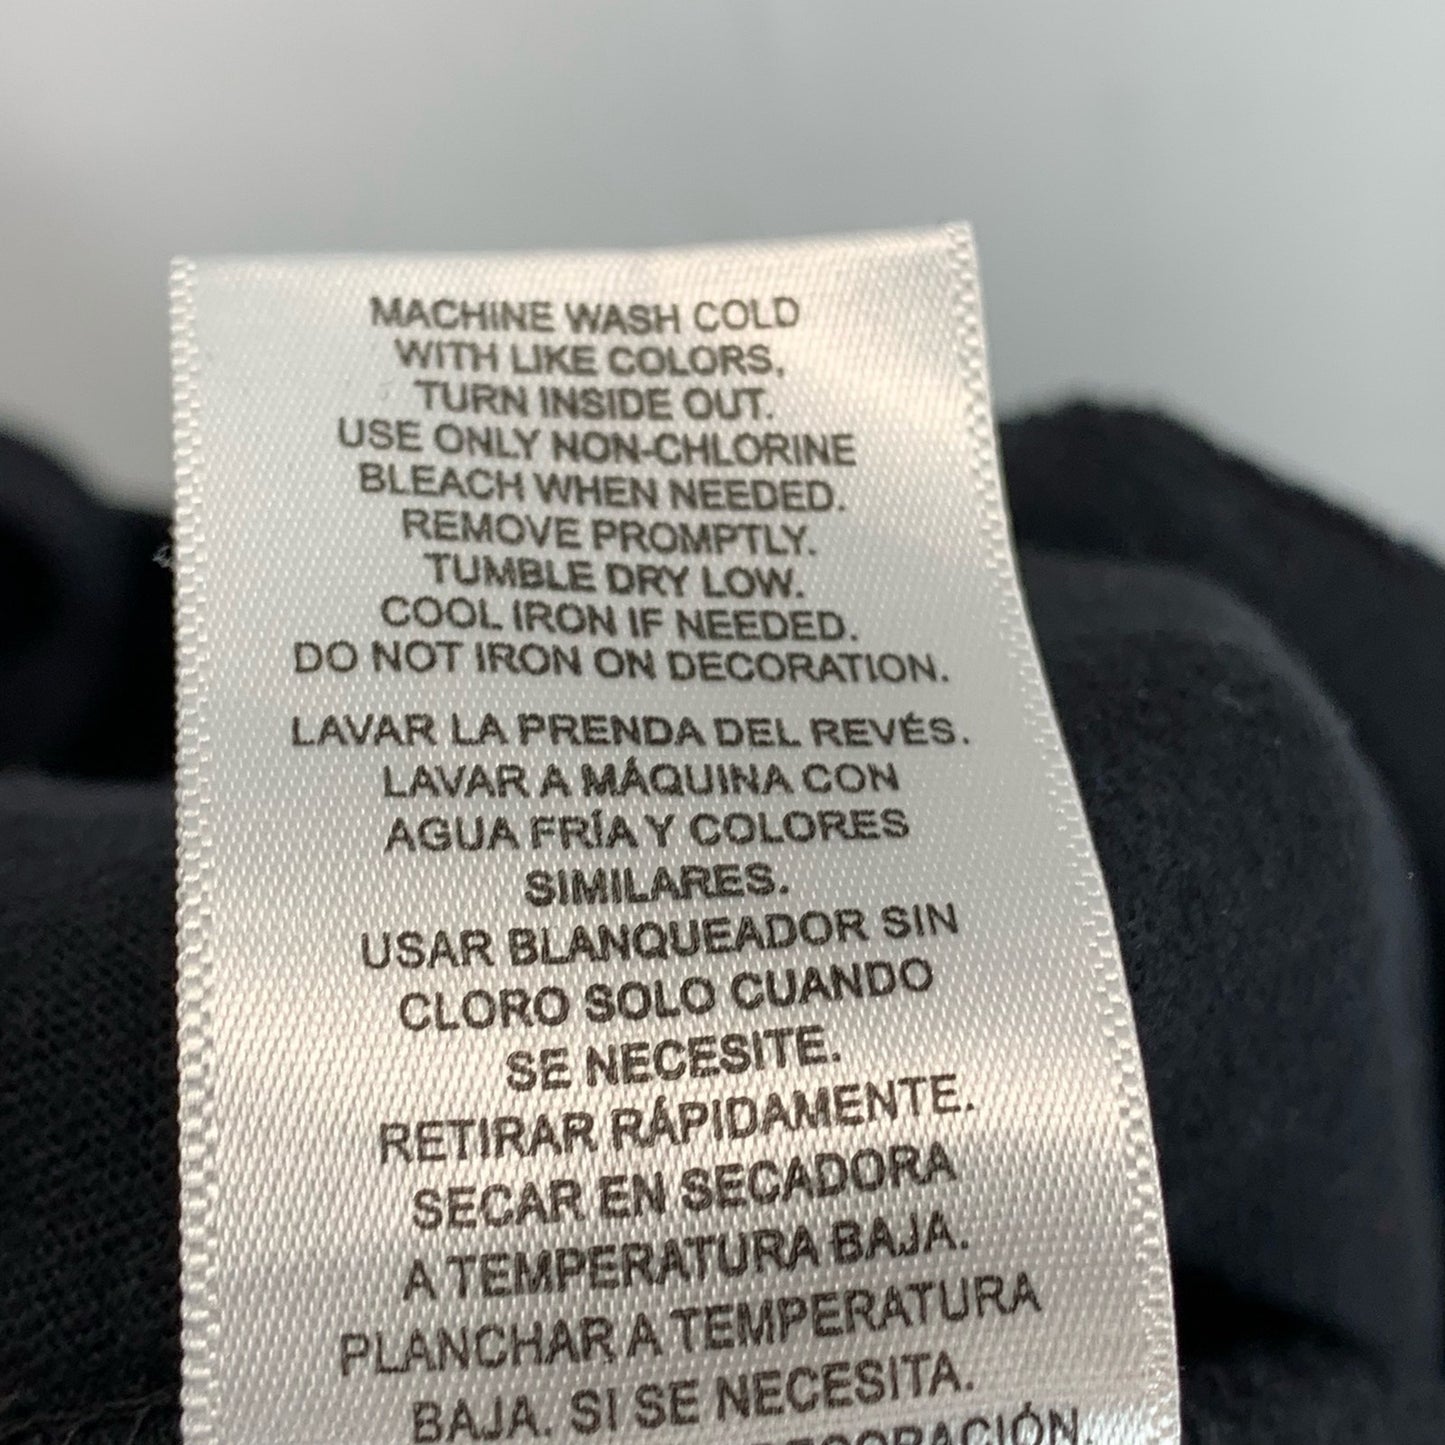 MACHINE WASH COLD
WITH LIKE COLORS,
TURN INSIDE OUT.
USE ONLY NON-CHLORINE
BLEACH WHEN NEEDED.
REMOVE PROMPTLY.
TUMBLE DRY LOW.
COOL IRON IF NEEDED.
DO NOT IRON ON DECORATION.
LAVAR LA PRENDA DEL REVÉS.
LAVAR A MÁQUINA CON
AGUA FRÍA Y COLORES
SIMILARES.
USAR BLANQUEADOR SIN
CLORO SOLO CUANDO
SE NECESITE.
RETIRAR RÁPIDAMENTE.
SECAR EN SECADORA
A TEMPERATURA BAJA.
PLANCHAR A TEMPERATURA
BAJA. SI SE NECESITA.
DECORACIÓN.